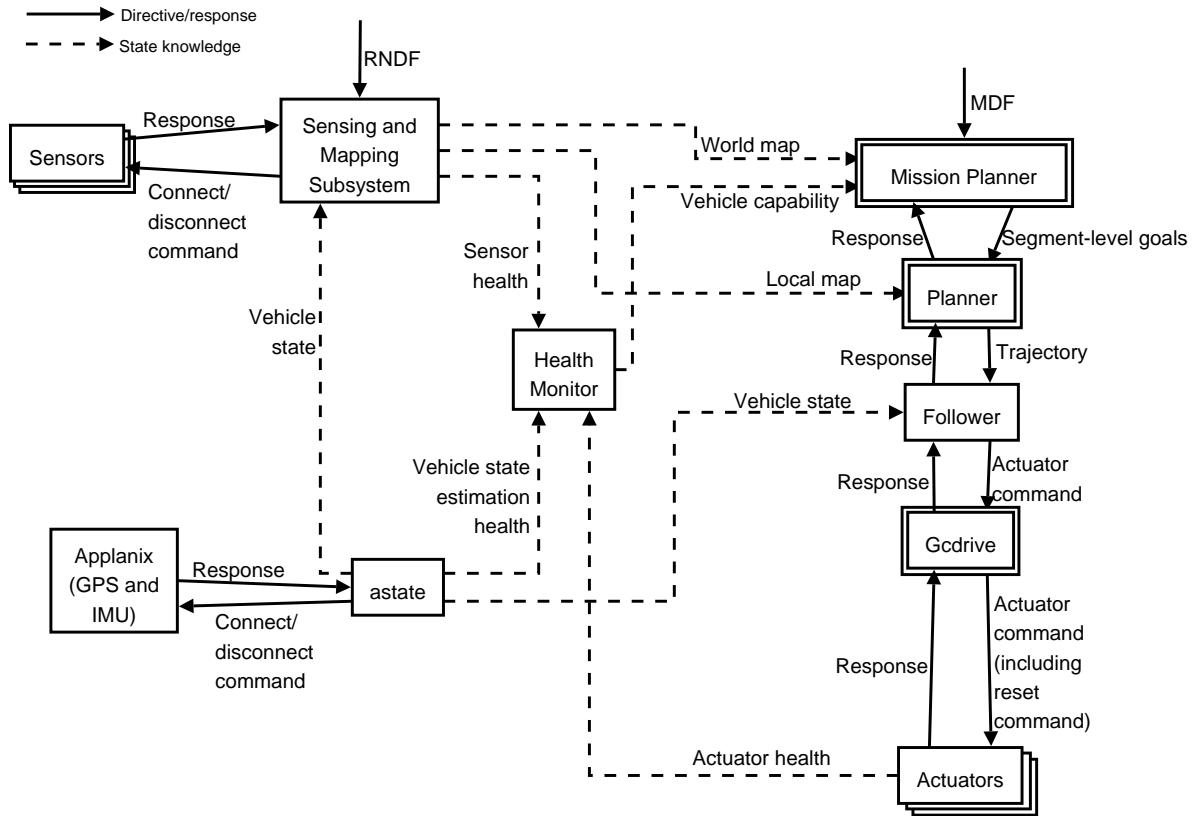 Directive/response
State knowledge
RNDF
MDF
Response
Sensors
Connect/
disconnect
command
Sensing and
Mapping
Subsystem
World map
Vehicle capability
Mission Planner
Response
Segment-level goals
Sensor
health
Local map
Planner
Vehicle
state
Health
Monitor
Response
Trajectory
Vehicle state
Follower
Vehicle state
estimation
health
Response
Actuator
command
Gcdrive
Applanix
(GPS and
IMU)
Response
astate
Connect/
disconnect
command
Response
Actuator
command
(including
reset
command)
Actuator health
Actuators